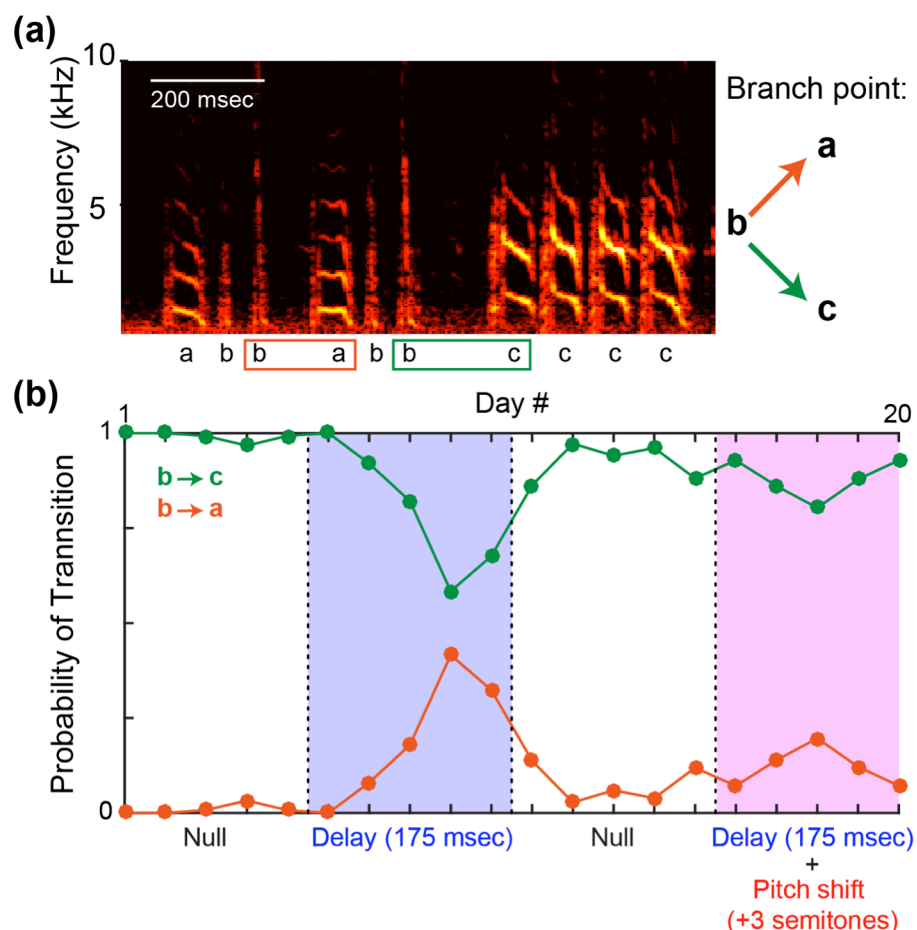 (a)
10
5
Frequency (kHz)
200 msec
Branch point:
a
b
c
a b b a b b c c c c
(b)
Day #
1 20
1
0
Probability of Trannsition
b → c
b → a
Null Delay (175 msec) Null Delay (175 msec)
+
Pitch shift
(+3 semitones)